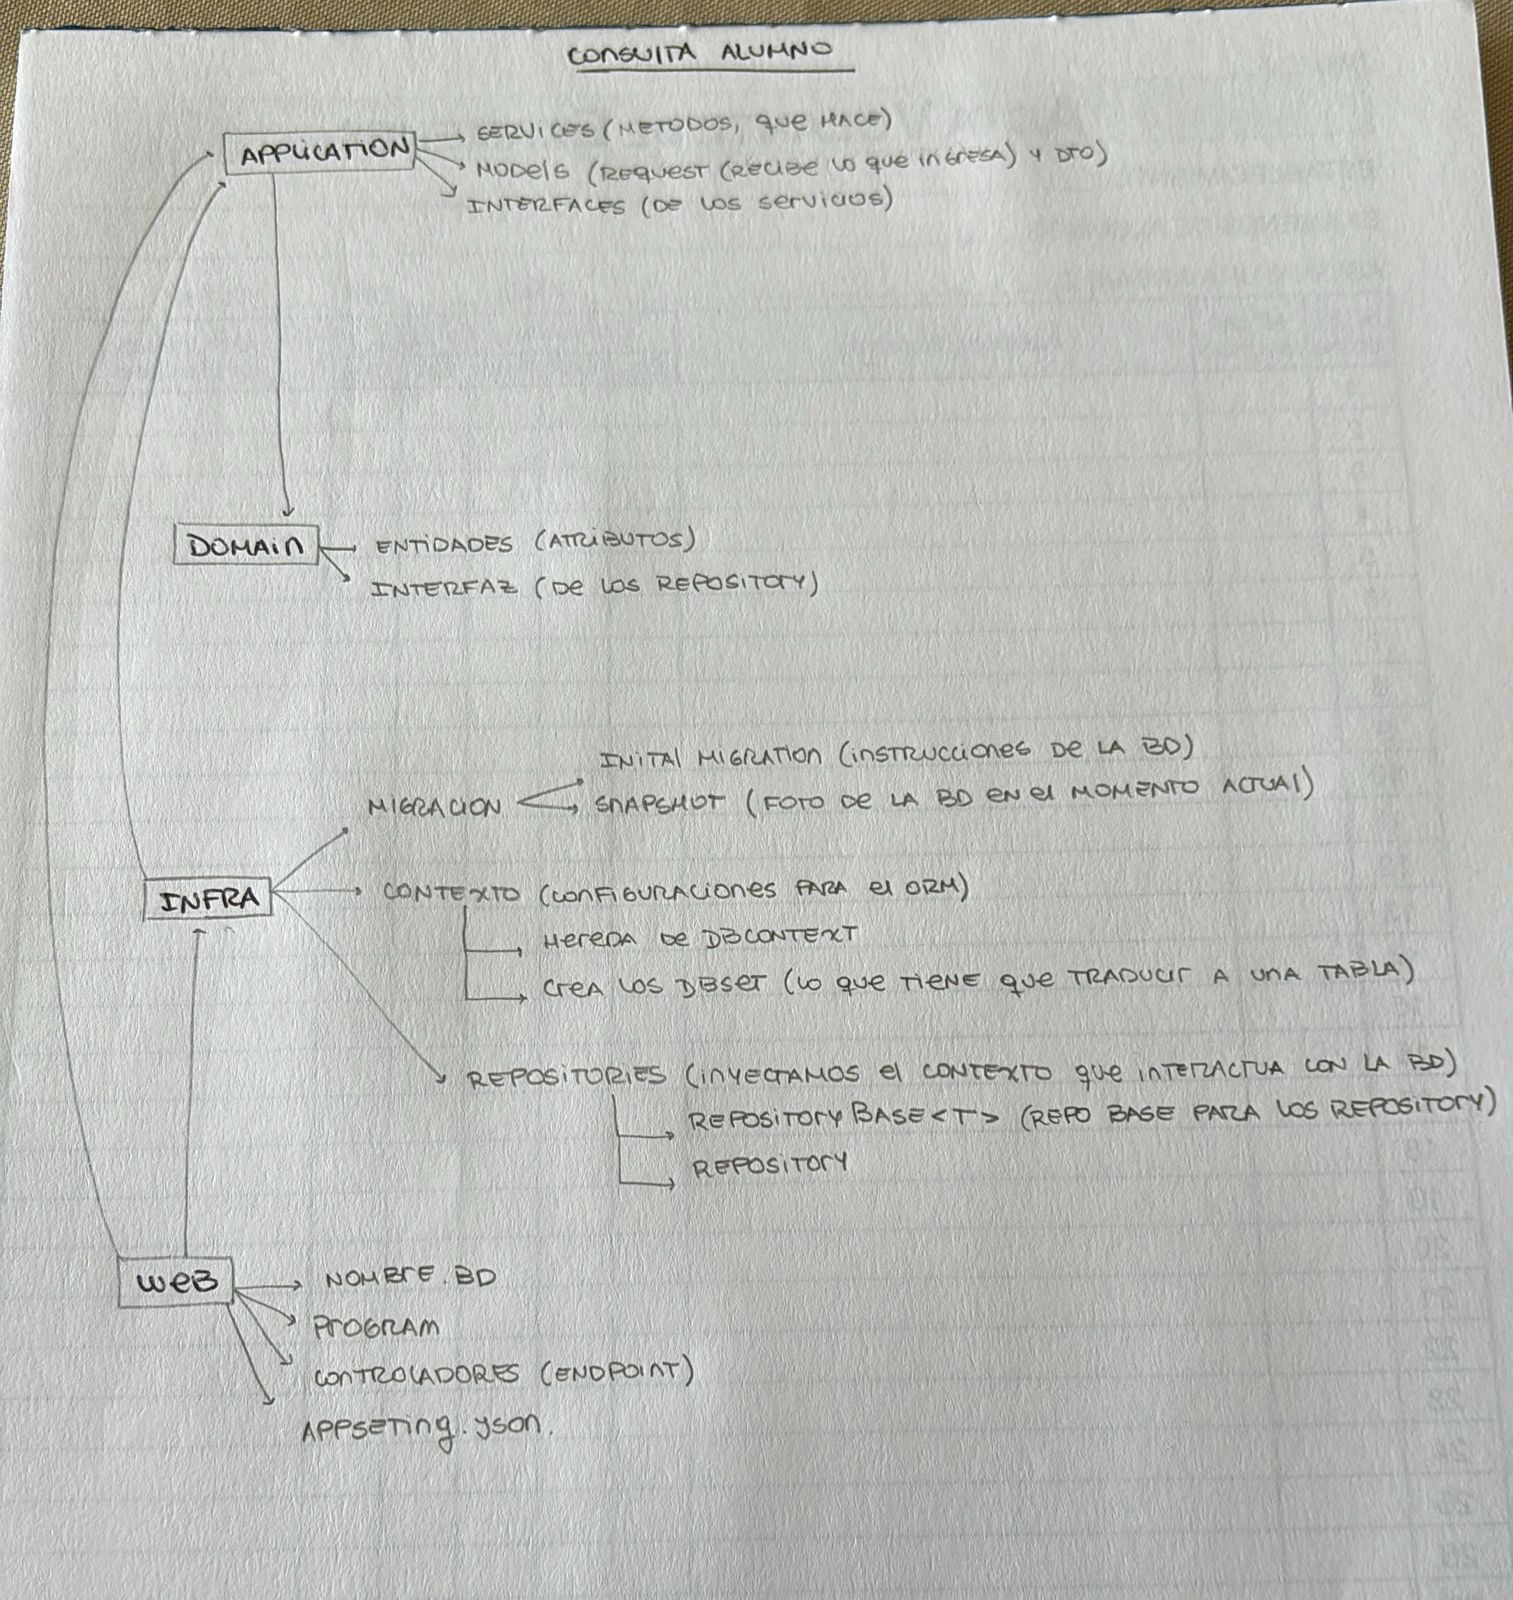 CONSULTA ALUMNO
APPLICATION
SERVICES (METODOS, QUE HACE)
MODELS (REQUEST (RECIBE LO QUE INGRESA) Y DTO)
INTERFACES (DE LOS SERVICIOS)
DOMAIN
ENTIDADES (ATRIBUTOS)
INTERFAZ (DE LOS REPOSITORY)
INITAL MIGRATION (INSTRUCCIONES DE LA BD)
MIGRACION
SNAPSHOT (FOTO DE LA BD EN EL MOMENTO ACTUAL)
INFRA
CONTEXTO (CONFIGURACIONES PARA EL ORM)
HEREDA DE DBCONTEXT
CREA LOS DBSET (LO QUE TIENE QUE TRADUCIR A UNA TABLA)
REPOSITORIES (INYECTAMOS EL CONTEXTO QUE INTERACTUA CON LA BD)
REPOSITORY BASE<T> (REPO BASE PARA LOS REPOSITORY)
REPOSITORY
WEB
NOMBRE.BD
PROGRAM
CONTROLADORES (ENDPOINT)
APPSETING.YSON.